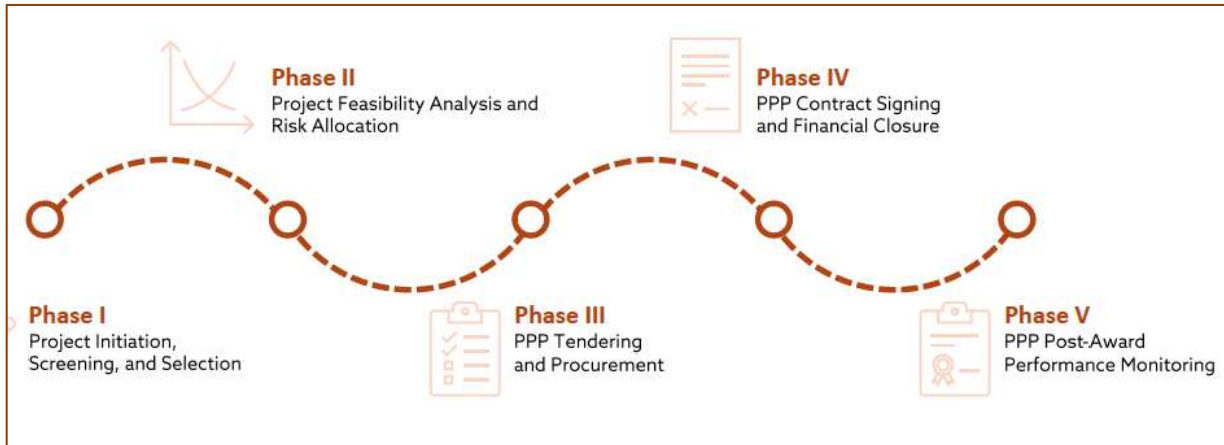 Phase I
Project Initiation,
Screening, and Selection
Phase II
Project Feasibility Analysis and
Risk Allocation
Phase III
PPP Tendering
and Procurement
Phase IV
PPP Contract Signing
and Financial Closure
Phase V
PPP Post-Award
Performance Monitoring